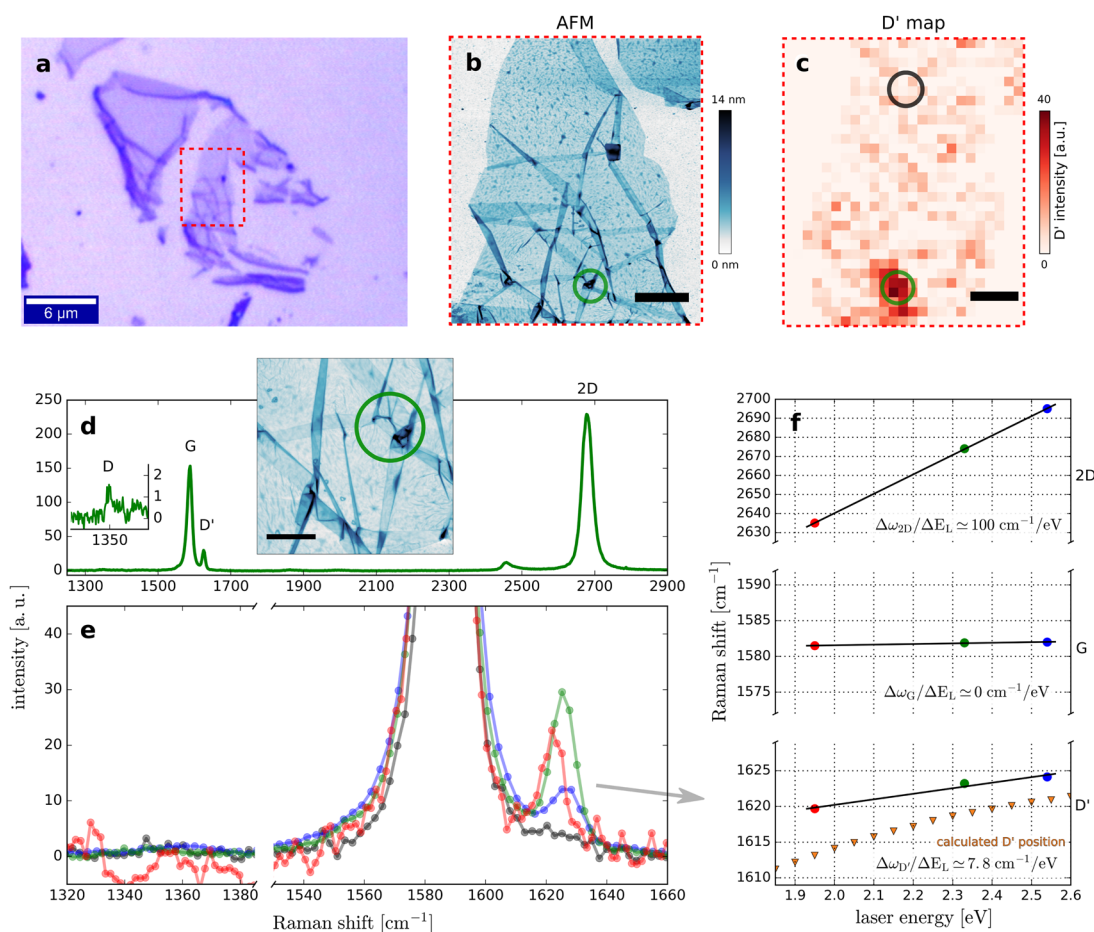 AFM
D' map
a
b
c
14 nm
0 nm
40
0
D' intensity [a.u.]
6 µm
d
250
200
150
100
50
0
D
G
D'
2D
2
1
0
1350
1300
1500
1700
1900
2100
2300
2500
2700
2900
intensity [a. u.]
e
40
30
20
10
0
1320
1340
1360
1380
1540
1560
1580
1600
1620
1640
1660
Raman shift [cm⁻¹]
f
2700
2690
2680
2670
2660
2650
2640
2630
2D
Δω2D/ΔEL ≃ 100 cm⁻¹/eV
1590
1585
1580
1575
G
ΔωG/ΔEL ≃ 0 cm⁻¹/eV
Raman shift [cm⁻¹]
1625
1620
1615
1610
D'
calculated D' position
ΔωD'/ΔEL ≃ 7.8 cm⁻¹/eV
1.9
2.0
2.1
2.2
2.3
2.4
2.5
2.6
laser energy [eV]